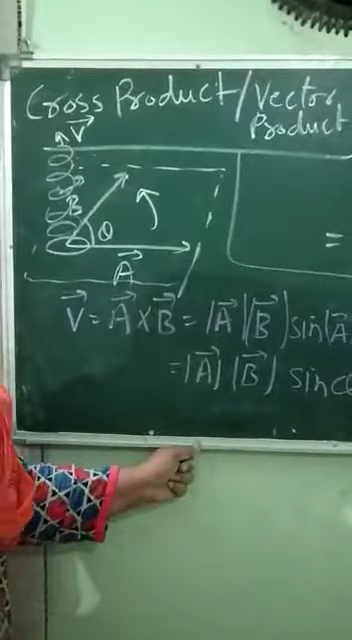 Cross Product/Vector
Product
V⃗
B
θ
A⃗
=
V⃗ = A⃗ X B⃗ = |A⃗ |B⃗| sin(A⃗
= |A⃗| |B⃗| sin